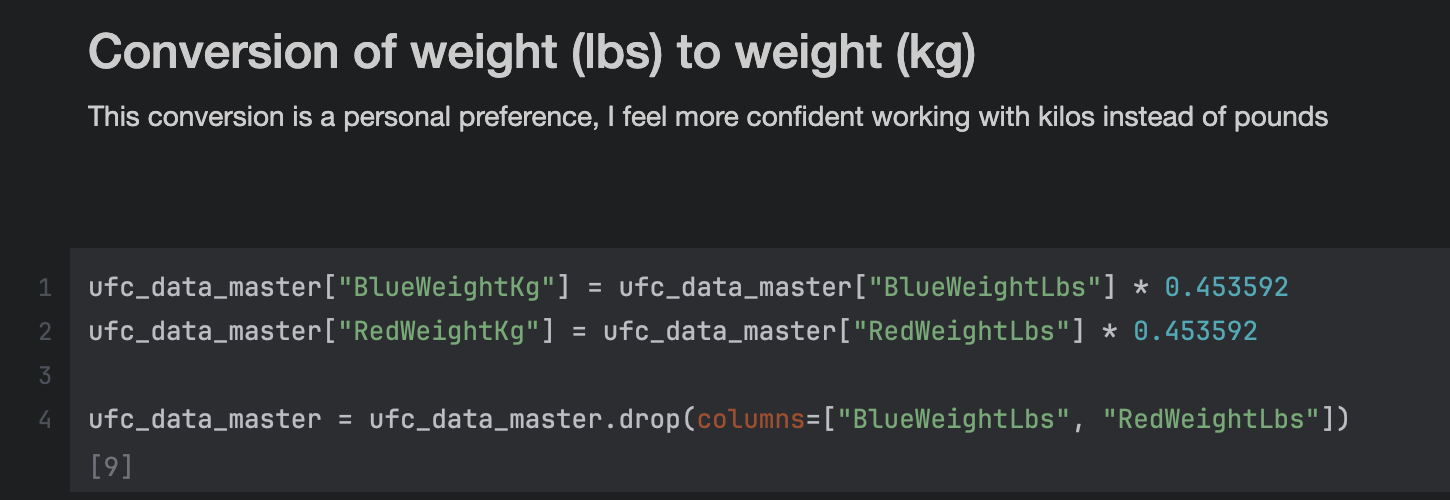 Conversion of weight (lbs) to weight (kg)
This conversion is a personal preference, I feel more confident working with kilos instead of pounds
1 ufc_data_master["BlueWeightKg"] = ufc_data_master["BlueWeightLbs"] * 0.453592
2 ufc_data_master["RedWeightKg"] = ufc_data_master["RedWeightLbs"] * 0.453592
3
4 ufc_data_master = ufc_data_master.drop(columns=["BlueWeightLbs", "RedWeightLbs"])
[9]